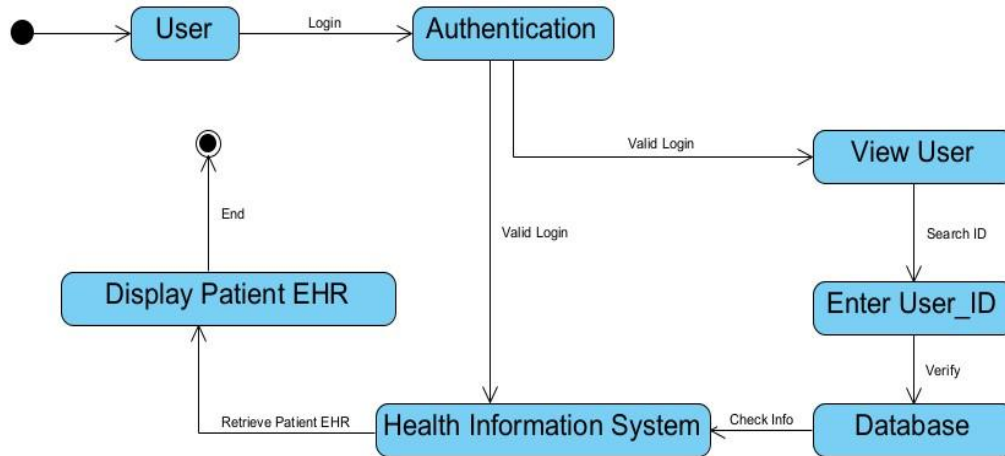 User
Login
Authentication
Valid Login
View User
End
Valid Login
Search ID
Display Patient EHR
Enter User_ID
Verify
Retrieve Patient EHR
Health Information System
Check Info
Database